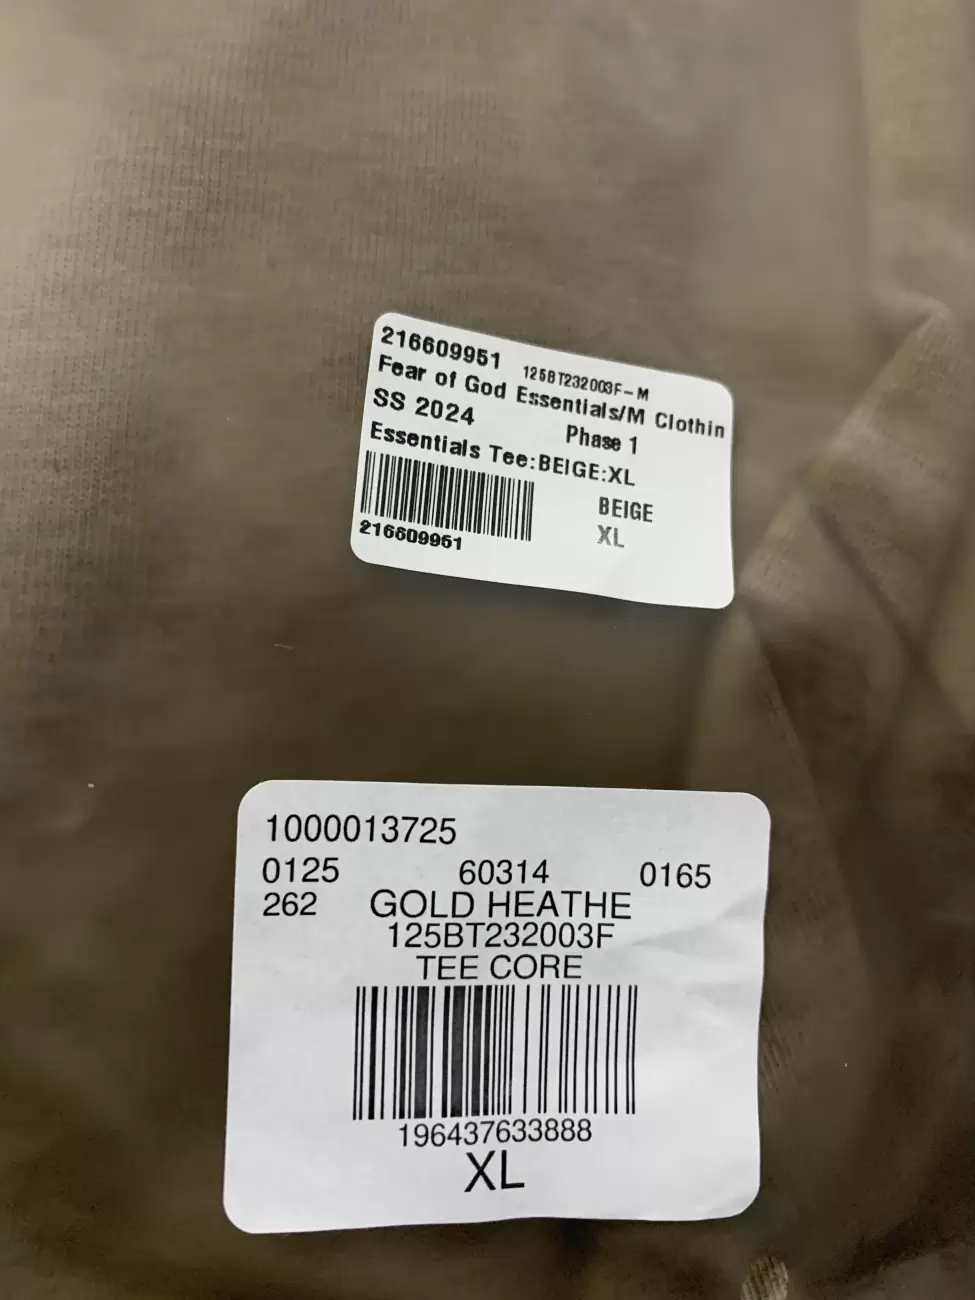 216609951 125BT232003F-M
Fear of God Essentials/M Clothin
SS 2024 Phase 1
Essentials Tee:BEIGE:XL
BEIGE
XL
216609951
1000013725
0125 60314 0165
262 GOLD HEATHE
125BT232003F
TEE CORE
196437633888
XL